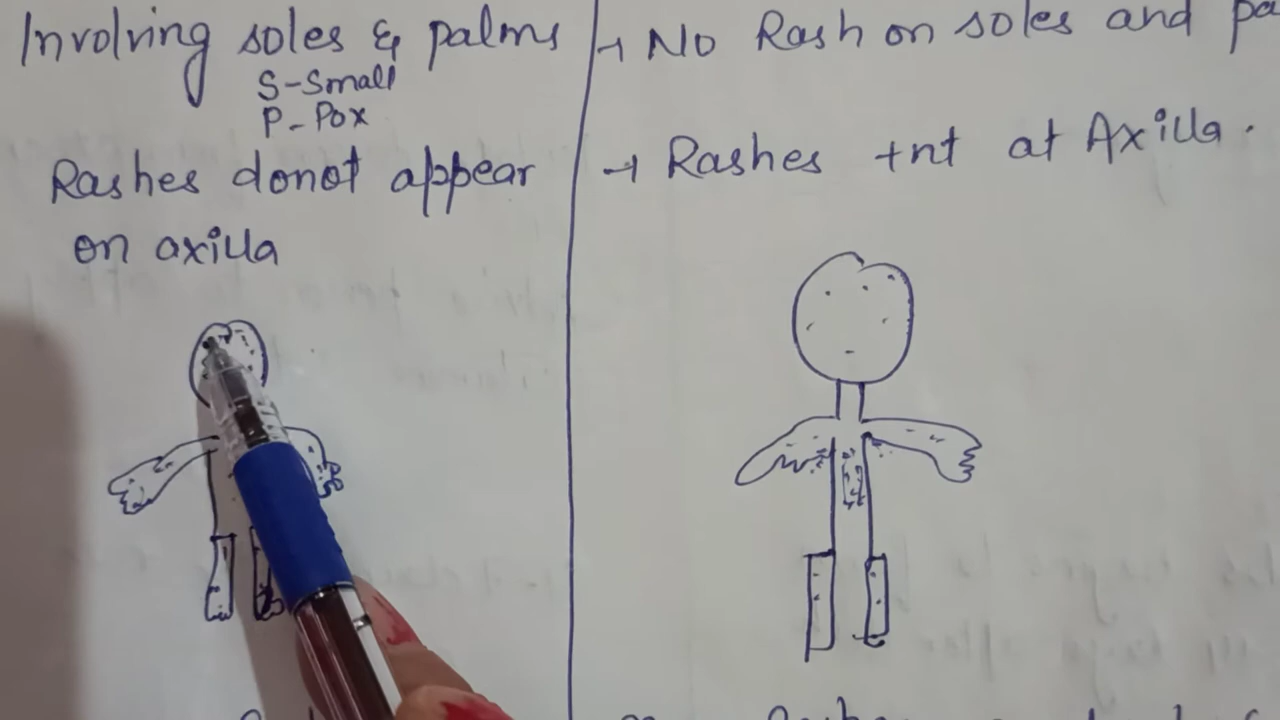 Involving soles & palms
S-Small
P-Pox
Rashes donot appear
on axilla
→ No Rash on soles and pa
→ Rashes +nt at Axilla.